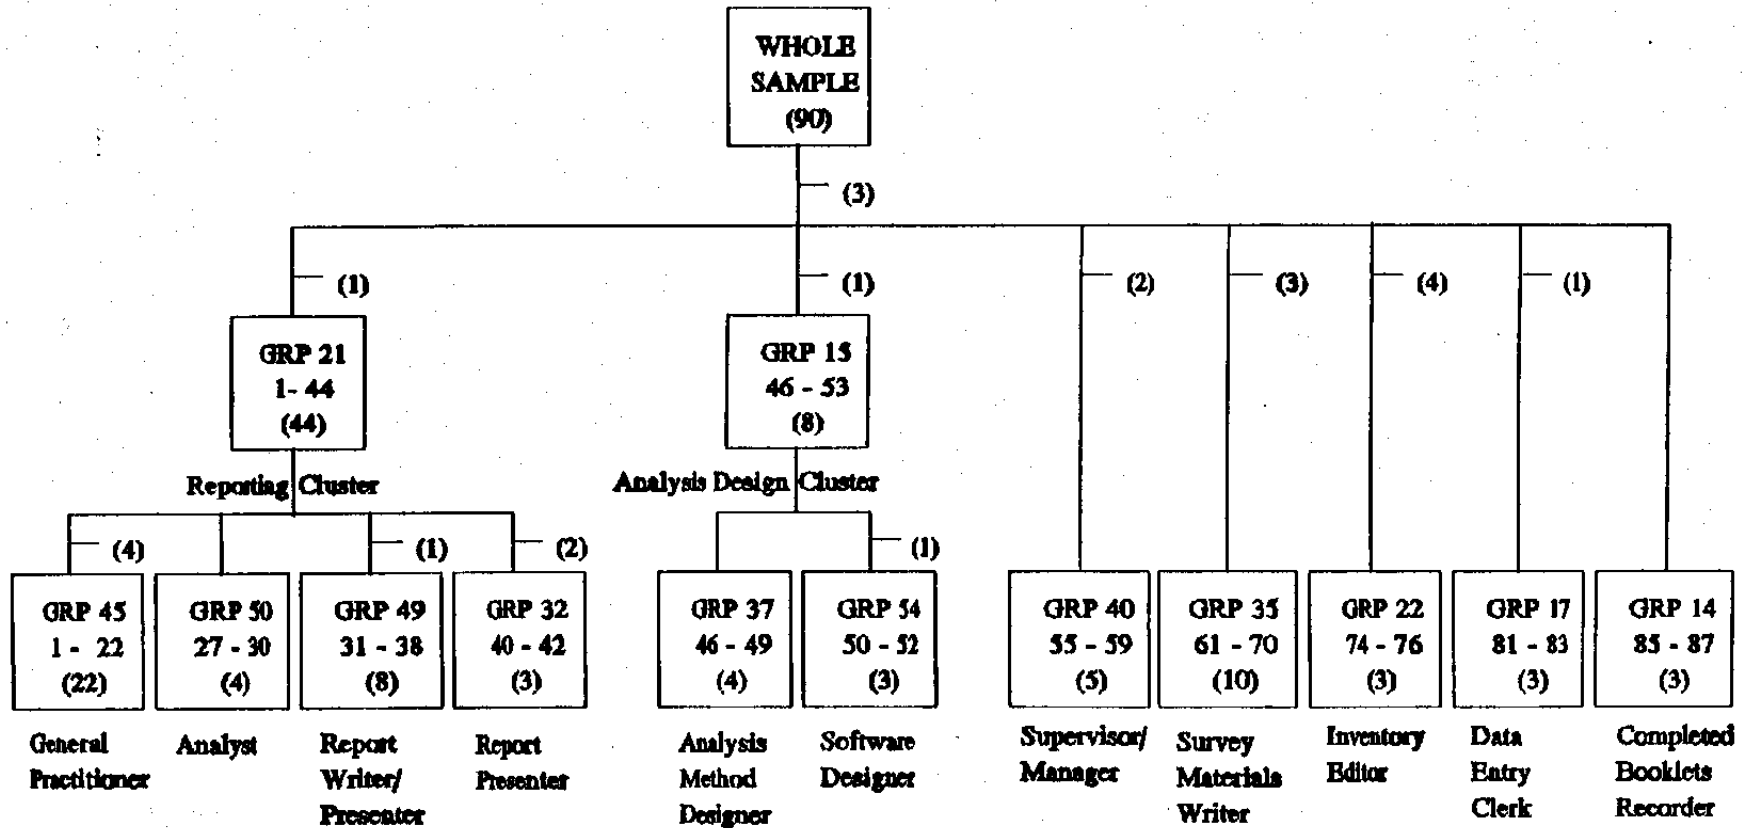 WHOLE
SAMPLE
(90)
(3)
(1)
(1)
(2)
(3)
(4)
(1)
GRP 21
1- 44
(44)
GRP 15
46 - 53
(8)
Reporting Cluster
Analysis Design Cluster
(4)
(1)
(2)
(1)
GRP 45
1 - 22
(22)
GRP 50
27 - 30
(4)
GRP 49
31 - 38
(8)
GRP 32
40 - 42
(3)
GRP 37
46 - 49
(4)
GRP 54
50 - 52
(3)
GRP 40
55 - 59
(5)
GRP 35
61 - 70
(10)
GRP 22
74 - 76
(3)
GRP 17
81 - 83
(3)
GRP 14
85 - 87
(3)
General
Practitioner
Analyst
Report
Writer/
Presenter
Report
Presenter
Analysis
Method
Designer
Software
Designer
Supervisor/
Manager
Survey
Materials
Writer
Inventory
Editor
Data
Entry
Clerk
Completed
Booklets
Recorder